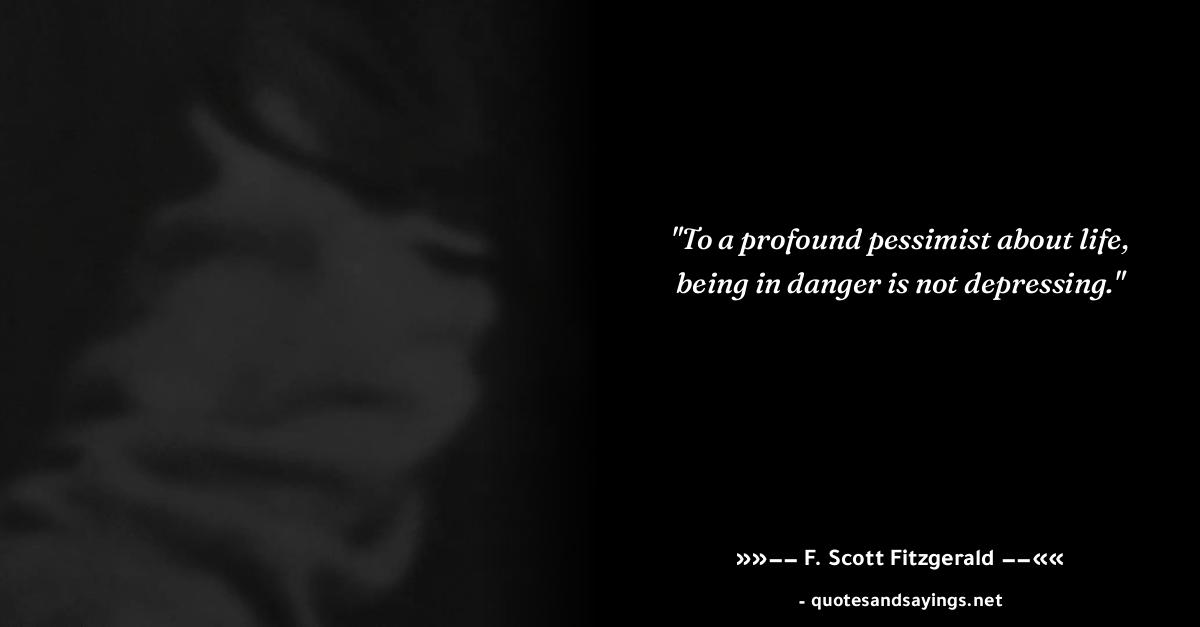 "To a profound pessimist about life,
being in danger is not depressing."
»»−− F. Scott Fitzgerald −−««
- quotesandsayings.net